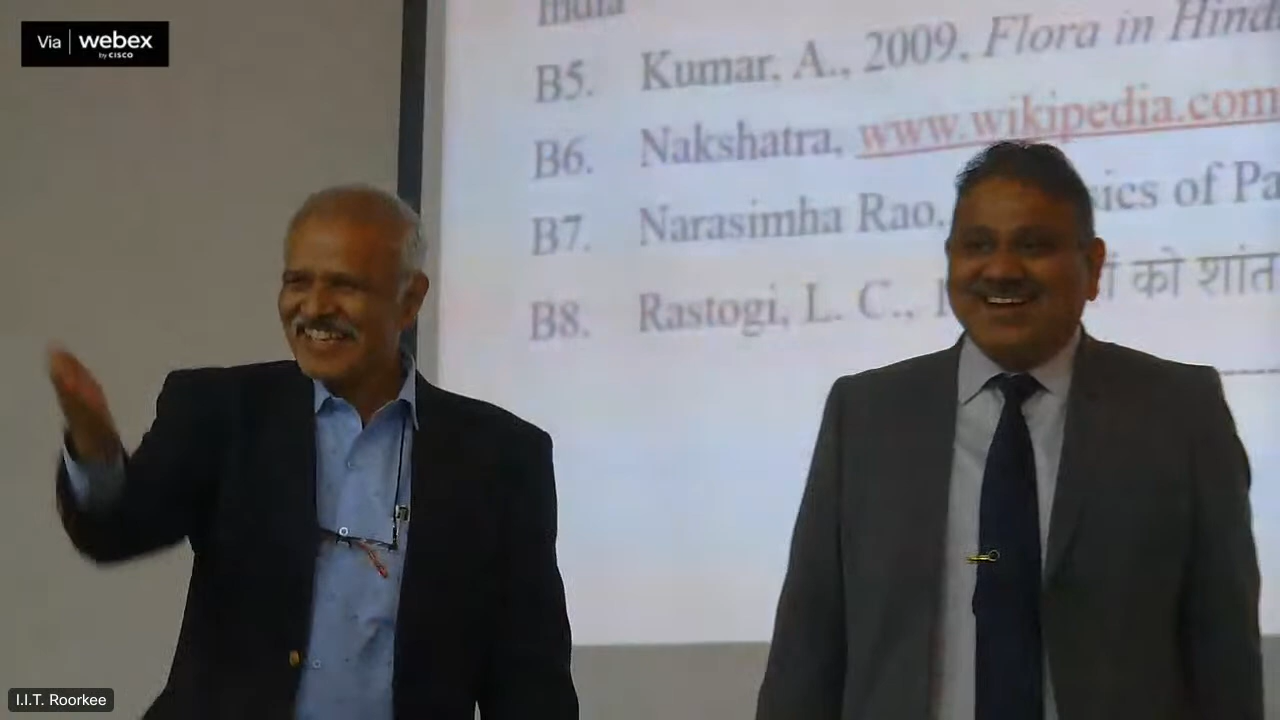 Via webex
by CISCO
India
B5. Kumar, A., 2009, Flora in Hind
B6. Nakshatra, www.wikipedia.com
B7. Narasimha Rao, sics of Pa
B8. Rastogi, L. C., को शांत
I.I.T. Roorkee